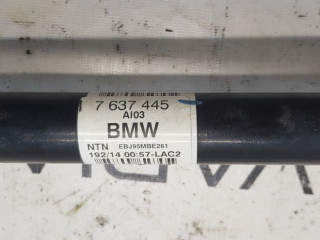 7 637 445
AI03
BMW
NTN EBJ95MBE261
192/14 00:57-LAC2